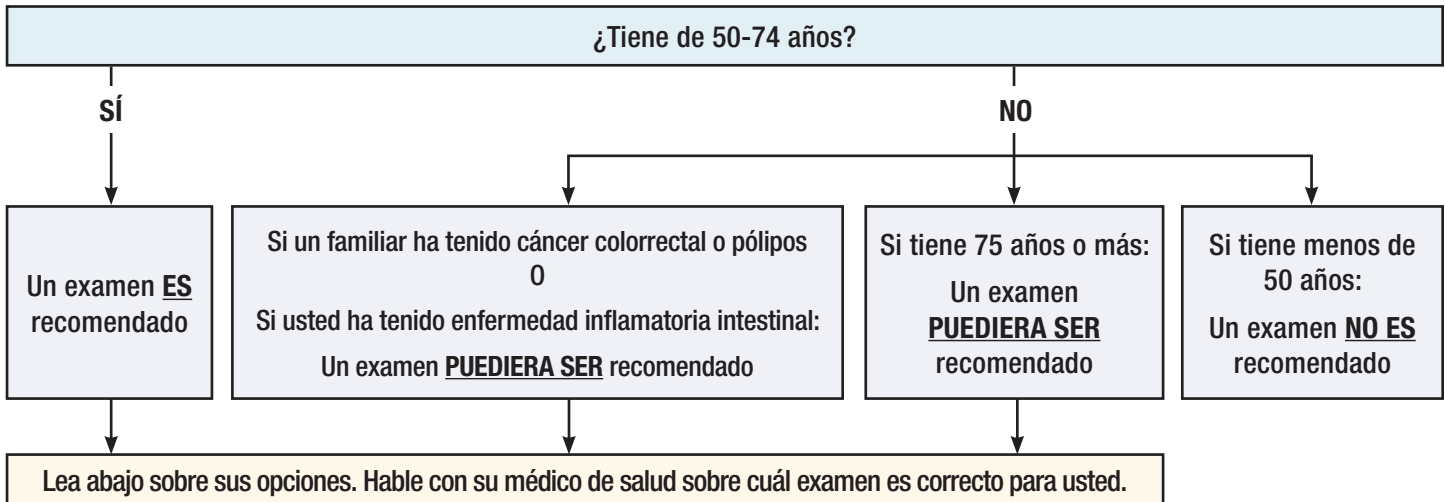 ¿Tiene de 50-74 años?
SÍ
NO
Un examen ES
recomendado
Si un familiar ha tenido cáncer colorrectal o pólipos
O
Si usted ha tenido enfermedad inflamatoria intestinal:
Un examen PUEDIERA SER recomendado
Si tiene 75 años o más:
Un examen
PUEDIERA SER
recomendado
Si tiene menos de
50 años:
Un examen NO ES
recomendado
Lea abajo sobre sus opciones. Hable con su médico de salud sobre cuál examen es correcto para usted.